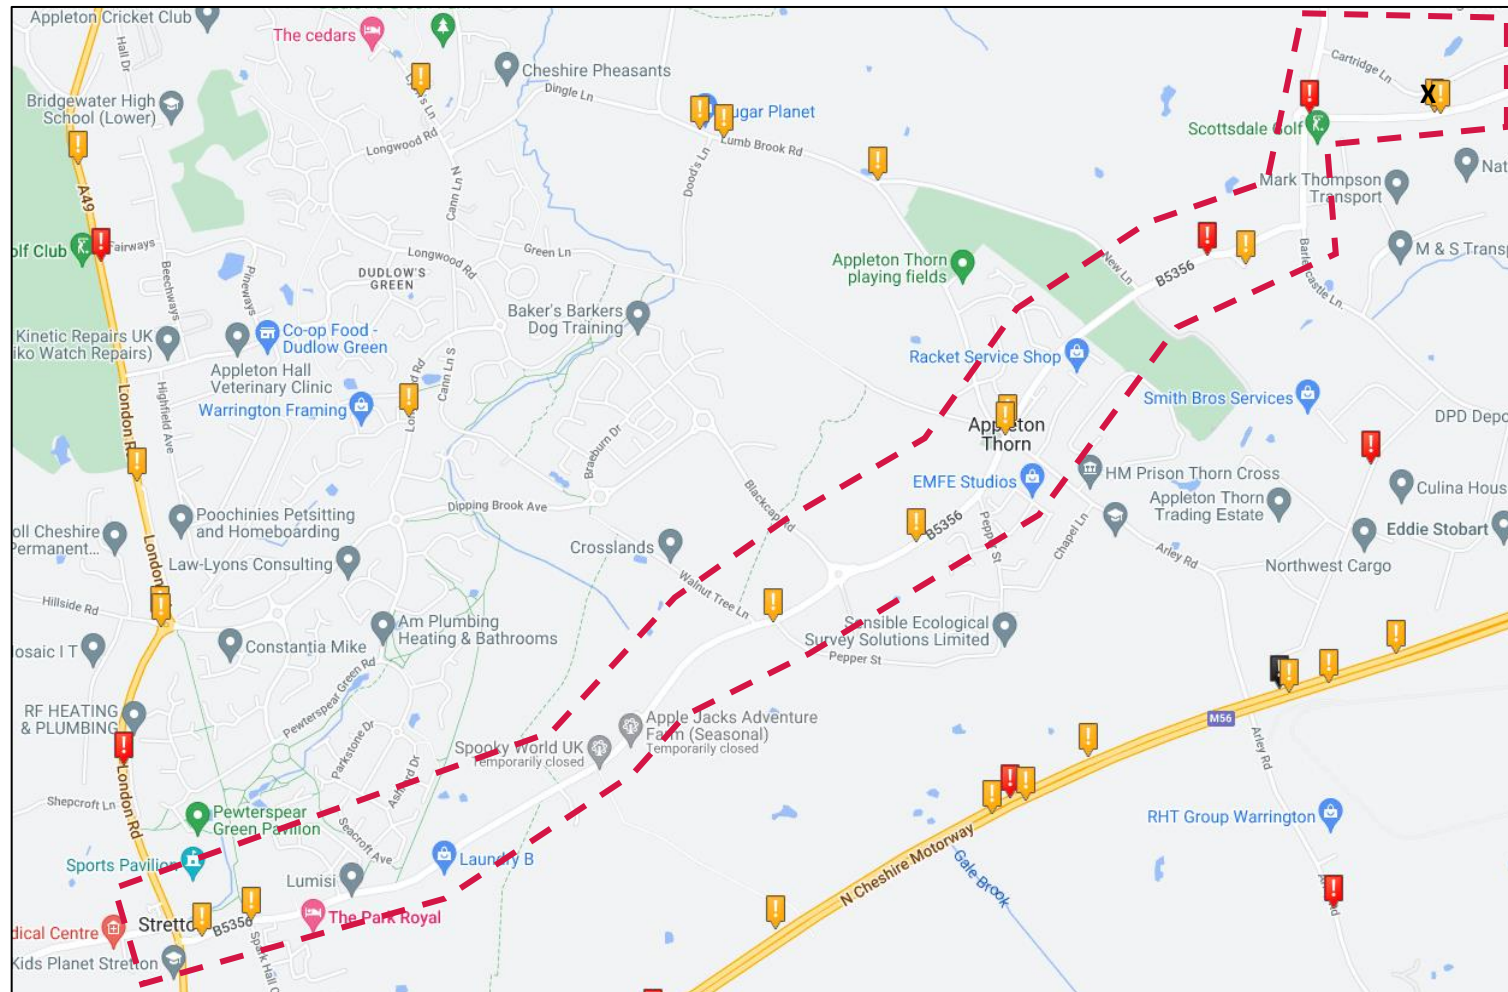 Appleton Cricket Club
The cedars
Cheshire Pheasants
Cartridge Ln
Hall Dr
Bridgewater High
School (Lower)
Dingle Ln
Sugar Planet
Scottsdale Golf
Longwood Rd
Lumb Brook Rd
Nat
Mark Thompson
Transport
A49
N
Cann Ln N
Dood's Ln
olf Club
Fairways
Longwood Rd
Green Ln
Appleton Thorn
playing fields
New Ln
B5356
Barleycastle Ln.
M & S Transp
DUDLOW'S
GREEN
Beechways
Pineways
Baker's Barkers
Dog Training
Kinetic Repairs UK
iko Watch Repairs)
Co-op Food -
Dudlow Green
Racket Service Shop
Appleton Hall
Veterinary Clinic
Cann Ln S
Warrington Framing
Smith Bros Services
DPD Depo
London Rd
Highfield Ave
Appleton
Thorn
Braeburn Dr
HM Prison Thorn Cross
EMFE Studios
Culina Hous
Appleton Thorn
Trading Estate
Blackcap Rd
Dipping Brook Ave
Poochinies Petsitting
and Homeboarding
oll Cheshire
Permanent...
B5356
Pepper St
Chapel Ln
Eddie Stobart
Crosslands
Arley Rd
Northwest Cargo
London
Law-Lyons Consulting
Walnut Tree Ln
Hillside Rd
Am Plumbing
Heating & Bathrooms
Sensible Ecological
Survey Solutions Limited
Constantia Mike
Iosaic I T
Pepper St
Pewterspear Green Rd
RF HEATING
& PLUMBING
Apple Jacks Adventure
Farm (Seasonal)
Temporarily closed
M56
Parkstone Dr
Spooky World UK
Temporarily closed
Arley Rd
Ashford Dr
Shepcroft Ln
London Rd
Pewterspear
Green Pavilion
RHT Group Warrington
Seacroft Ave
N Cheshire Motorway
Sports Pavilion
Laundry B
Gale Brook
Lumisi
The Park Royal
Stretton
B5356
dical Centre
Spark Hall C
Kids Planet Stretton
X